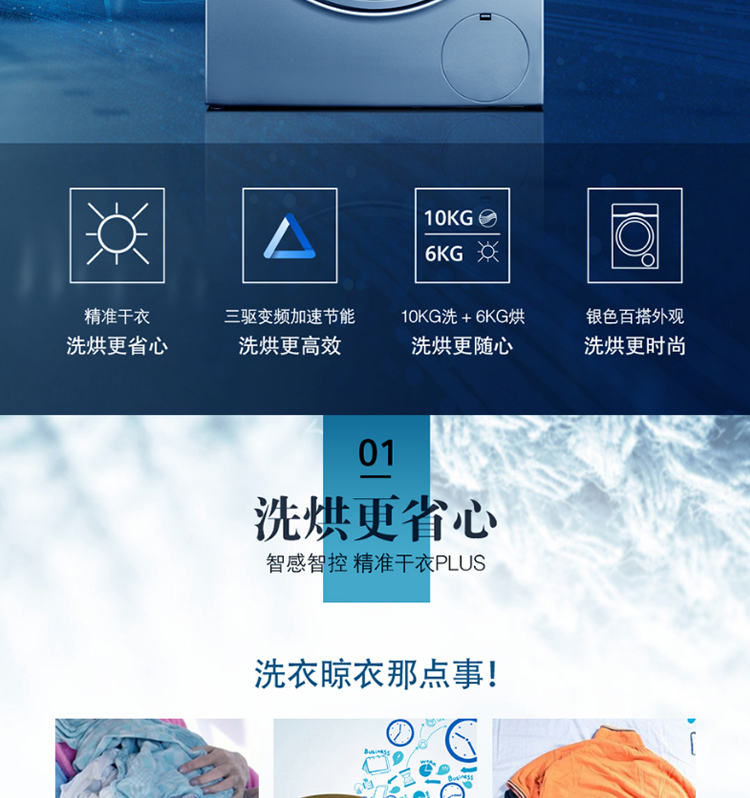 10KG
6KG
精准干衣
洗烘更省心
三驱变频加速节能
洗烘更高效
10KG洗 + 6KG烘
洗烘更随心
银色百搭外观
洗烘更时尚
01
洗烘更省心
智感智控 精准干衣PLUS
洗衣晾衣那点事!
Business
Business